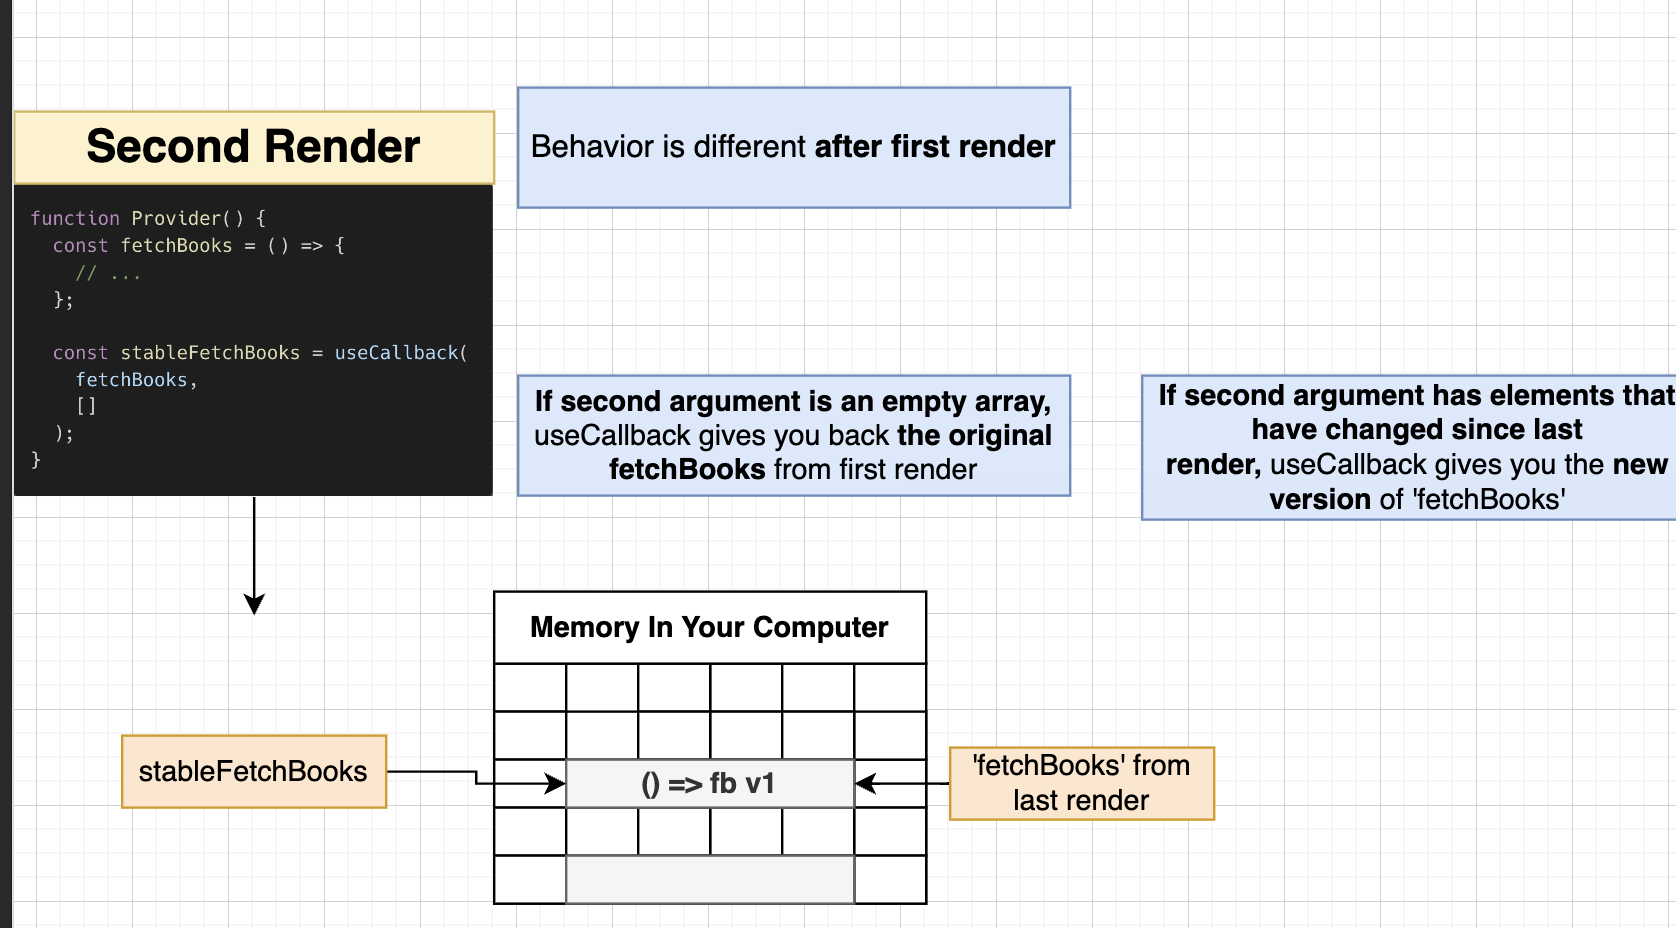 Second Render
function Provider() {
const fetchBooks = () => {
// ...
};
const stableFetchBooks = useCallback(
fetchBooks,
[]
);
}
Behavior is different after first render
If second argument is an empty array,
useCallback gives you back the original
fetchBooks from first render
If second argument has elements that
have changed since last
render, useCallback gives you the new
version of 'fetchBooks'
Memory In Your Computer
stableFetchBooks
() => fb v1
'fetchBooks' from
last render